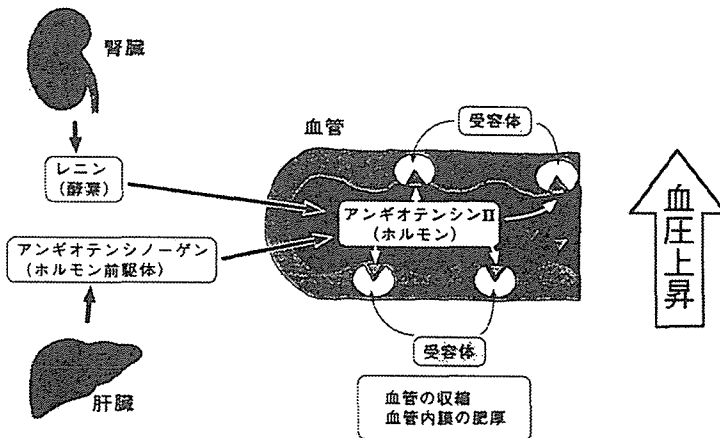 腎臓
レニン
(酵素)
アンギオテンシノーゲン
(ホルモン前駆体)
肝臓
血管
受容体
アンギオテンシンII
(ホルモン)
受容体
血管の収縮
血管内膜の肥厚
血圧上昇